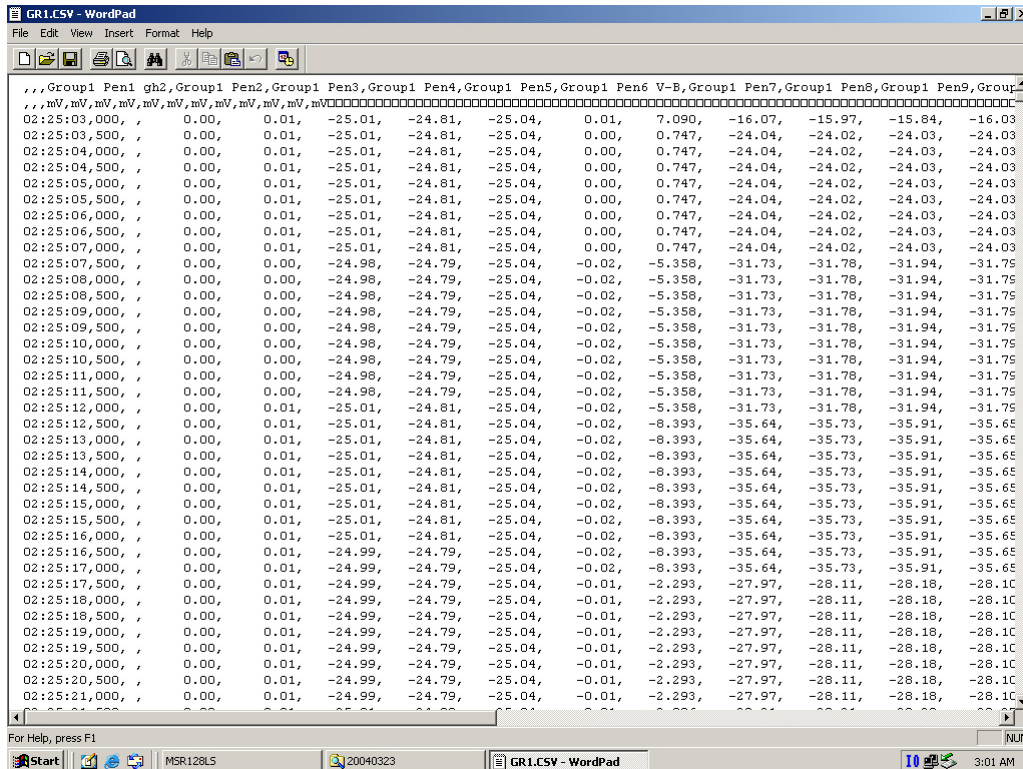 GR1.CSV - WordPad
File Edit View Insert Format Help
,,,Group1 Pen1 gh2,Group1 Pen2,Group1 Pen3,Group1 Pen4,Group1 Pen5,Group1 Pen6 V-B,Group1 Pen7,Group1 Pen8,Group1 Pen9,Group
,,,mV,mV,mV,mV,mV,mV,mV,mV,mV,mV,mV
02:25:03,000, , 0.00, 0.01, -25.01, -24.81, -25.04, 0.01, 7.090, -16.07, -15.97, -15.84, -16.03
02:25:03,500, , 0.00, 0.01, -25.01, -24.81, -25.04, 0.00, 0.747, -24.04, -24.02, -24.03, -24.03
02:25:04,000, , 0.00, 0.01, -25.01, -24.81, -25.04, 0.00, 0.747, -24.04, -24.02, -24.03, -24.03
02:25:04,500, , 0.00, 0.01, -25.01, -24.81, -25.04, 0.00, 0.747, -24.04, -24.02, -24.03, -24.03
02:25:05,000, , 0.00, 0.01, -25.01, -24.81, -25.04, 0.00, 0.747, -24.04, -24.02, -24.03, -24.03
02:25:05,500, , 0.00, 0.01, -25.01, -24.81, -25.04, 0.00, 0.747, -24.04, -24.02, -24.03, -24.03
02:25:06,000, , 0.00, 0.01, -25.01, -24.81, -25.04, 0.00, 0.747, -24.04, -24.02, -24.03, -24.03
02:25:06,500, , 0.00, 0.01, -25.01, -24.81, -25.04, 0.00, 0.747, -24.04, -24.02, -24.03, -24.03
02:25:07,000, , 0.00, 0.01, -25.01, -24.81, -25.04, 0.00, 0.747, -24.04, -24.02, -24.03, -24.03
02:25:07,500, , 0.00, 0.00, -24.98, -24.79, -25.04, -0.02, -5.358, -31.73, -31.78, -31.94, -31.79
02:25:08,000, , 0.00, 0.00, -24.98, -24.79, -25.04, -0.02, -5.358, -31.73, -31.78, -31.94, -31.79
02:25:08,500, , 0.00, 0.00, -24.98, -24.79, -25.04, -0.02, -5.358, -31.73, -31.78, -31.94, -31.79
02:25:09,000, , 0.00, 0.00, -24.98, -24.79, -25.04, -0.02, -5.358, -31.73, -31.78, -31.94, -31.79
02:25:09,500, , 0.00, 0.00, -24.98, -24.79, -25.04, -0.02, -5.358, -31.73, -31.78, -31.94, -31.79
02:25:10,000, , 0.00, 0.00, -24.98, -24.79, -25.04, -0.02, -5.358, -31.73, -31.78, -31.94, -31.79
02:25:10,500, , 0.00, 0.00, -24.98, -24.79, -25.04, -0.02, -5.358, -31.73, -31.78, -31.94, -31.79
02:25:11,000, , 0.00, 0.00, -24.98, -24.79, -25.04, -0.02, -5.358, -31.73, -31.78, -31.94, -31.79
02:25:11,500, , 0.00, 0.00, -24.98, -24.79, -25.04, -0.02, -5.358, -31.73, -31.78, -31.94, -31.79
02:25:12,000, , 0.00, 0.01, -25.01, -24.81, -25.04, -0.02, -5.358, -31.73, -31.78, -31.94, -31.79
02:25:12,500, , 0.00, 0.01, -25.01, -24.81, -25.04, -0.02, -8.393, -35.64, -35.73, -35.91, -35.65
02:25:13,000, , 0.00, 0.01, -25.01, -24.81, -25.04, -0.02, -8.393, -35.64, -35.73, -35.91, -35.65
02:25:13,500, , 0.00, 0.01, -25.01, -24.81, -25.04, -0.02, -8.393, -35.64, -35.73, -35.91, -35.65
02:25:14,000, , 0.00, 0.01, -25.01, -24.81, -25.04, -0.02, -8.393, -35.64, -35.73, -35.91, -35.65
02:25:14,500, , 0.00, 0.01, -25.01, -24.81, -25.04, -0.02, -8.393, -35.64, -35.73, -35.91, -35.65
02:25:15,000, , 0.00, 0.01, -25.01, -24.81, -25.04, -0.02, -8.393, -35.64, -35.73, -35.91, -35.65
02:25:15,500, , 0.00, 0.01, -25.01, -24.81, -25.04, -0.02, -8.393, -35.64, -35.73, -35.91, -35.65
02:25:16,000, , 0.00, 0.01, -25.01, -24.81, -25.04, -0.02, -8.393, -35.64, -35.73, -35.91, -35.65
02:25:16,500, , 0.00, 0.01, -24.99, -24.79, -25.04, -0.02, -8.393, -35.64, -35.73, -35.91, -35.65
02:25:17,000, , 0.00, 0.01, -24.99, -24.79, -25.04, -0.02, -8.393, -35.64, -35.73, -35.91, -35.65
02:25:17,500, , 0.00, 0.01, -24.99, -24.79, -25.04, -0.01, -2.293, -27.97, -28.11, -28.18, -28.10
02:25:18,000, , 0.00, 0.01, -24.99, -24.79, -25.04, -0.01, -2.293, -27.97, -28.11, -28.18, -28.10
02:25:18,500, , 0.00, 0.01, -24.99, -24.79, -25.04, -0.01, -2.293, -27.97, -28.11, -28.18, -28.10
02:25:19,000, , 0.00, 0.01, -24.99, -24.79, -25.04, -0.01, -2.293, -27.97, -28.11, -28.18, -28.10
02:25:19,500, , 0.00, 0.01, -24.99, -24.79, -25.04, -0.01, -2.293, -27.97, -28.11, -28.18, -28.10
02:25:20,000, , 0.00, 0.01, -24.99, -24.79, -25.04, -0.01, -2.293, -27.97, -28.11, -28.18, -28.10
02:25:20,500, , 0.00, 0.01, -24.99, -24.79, -25.04, -0.01, -2.293, -27.97, -28.11, -28.18, -28.10
02:25:21,000, , 0.00, 0.01, -24.99, -24.79, -25.04, -0.01, -2.293, -27.97, -28.11, -28.18, -28.10
For Help, press F1
NU
Start MSR128LS 20040323 GR1.CSV - WordPad 3:01 AM